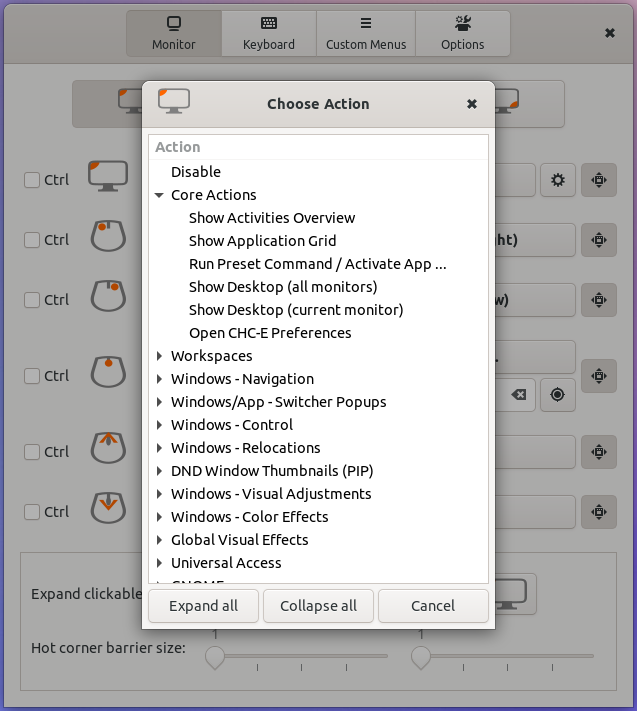 Monitor
Keyboard
Custom Menus
Options
Choose Action
Action
Disable
Core Actions
Show Activities Overview
Show Application Grid
Run Preset Command / Activate App ...
Show Desktop (all monitors)
Show Desktop (current monitor)
Open CHC-E Preferences
Workspaces
Windows - Navigation
Windows/App - Switcher Popups
Windows - Control
Windows - Relocations
DND Window Thumbnails (PIP)
Windows - Visual Adjustments
Windows - Color Effects
Global Visual Effects
Universal Access
GNOME
Expand all
Collapse all
Cancel
Ctrl
Ctrl
ht)
Ctrl
w)
Ctrl
Ctrl
Ctrl
Expand clickable
Hot corner barrier size:
1
1